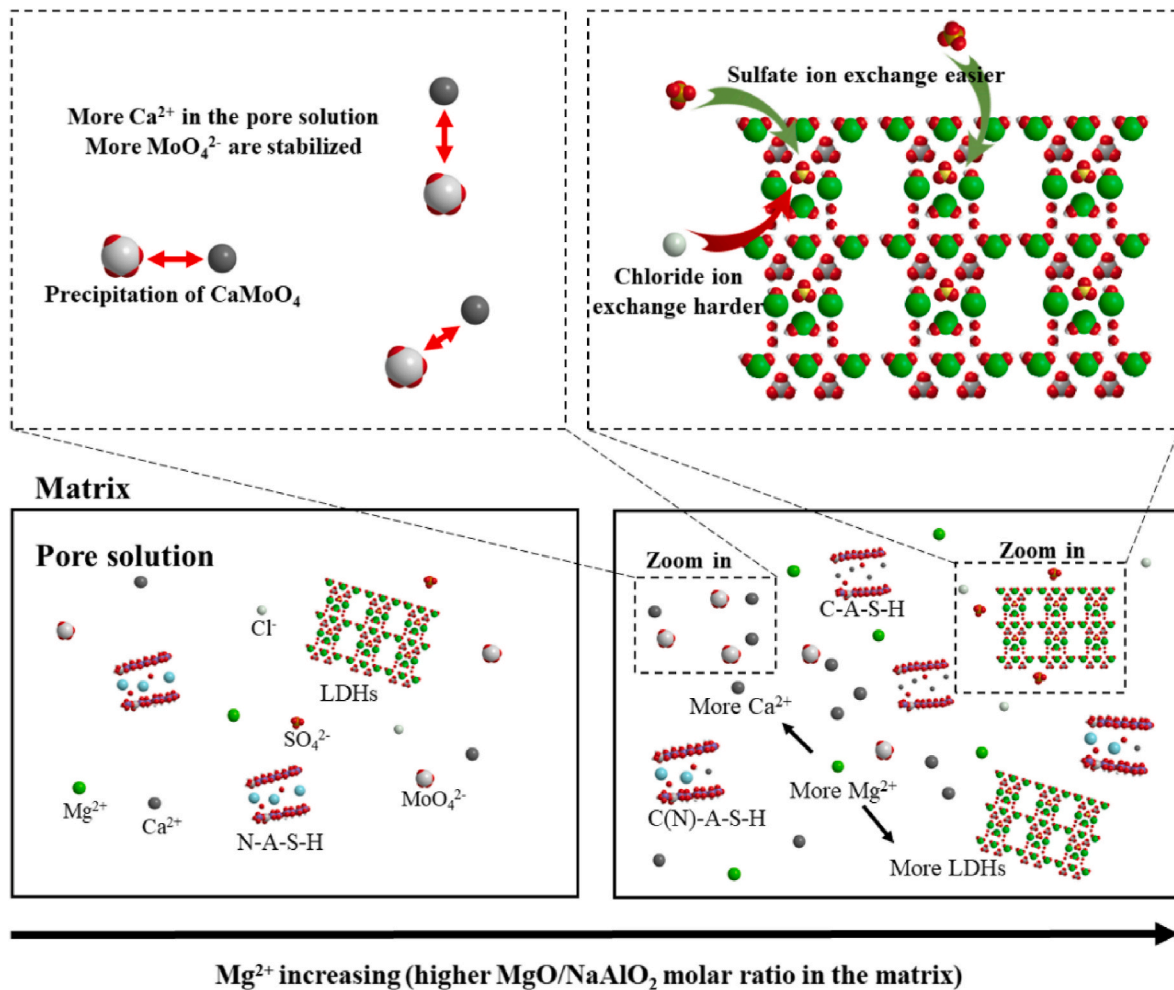 More Ca²⁺ in the pore solution
More MoO₄²⁻ are stabilized
Precipitation of CaMoO₄
Sulfate ion exchange easier
Chloride ion
exchange harder
Matrix
Pore solution
Cl⁻
LDHs
SO₄²⁻
Mg²⁺
Ca²⁺
N-A-S-H
MoO₄²⁻
Zoom in
C-A-S-H
Zoom in
More Ca²⁺
More Mg²⁺
C(N)-A-S-H
More LDHs
Mg²⁺ increasing (higher MgO/NaAlO₂ molar ratio in the matrix)